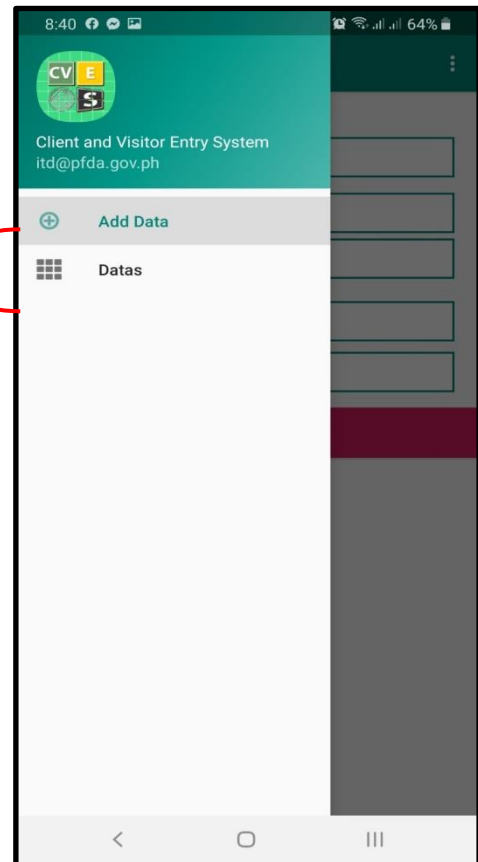 8:40
64%
CV E
S
Client and Visitor Entry System
itd@pfda.gov.ph
Add Data
Datas